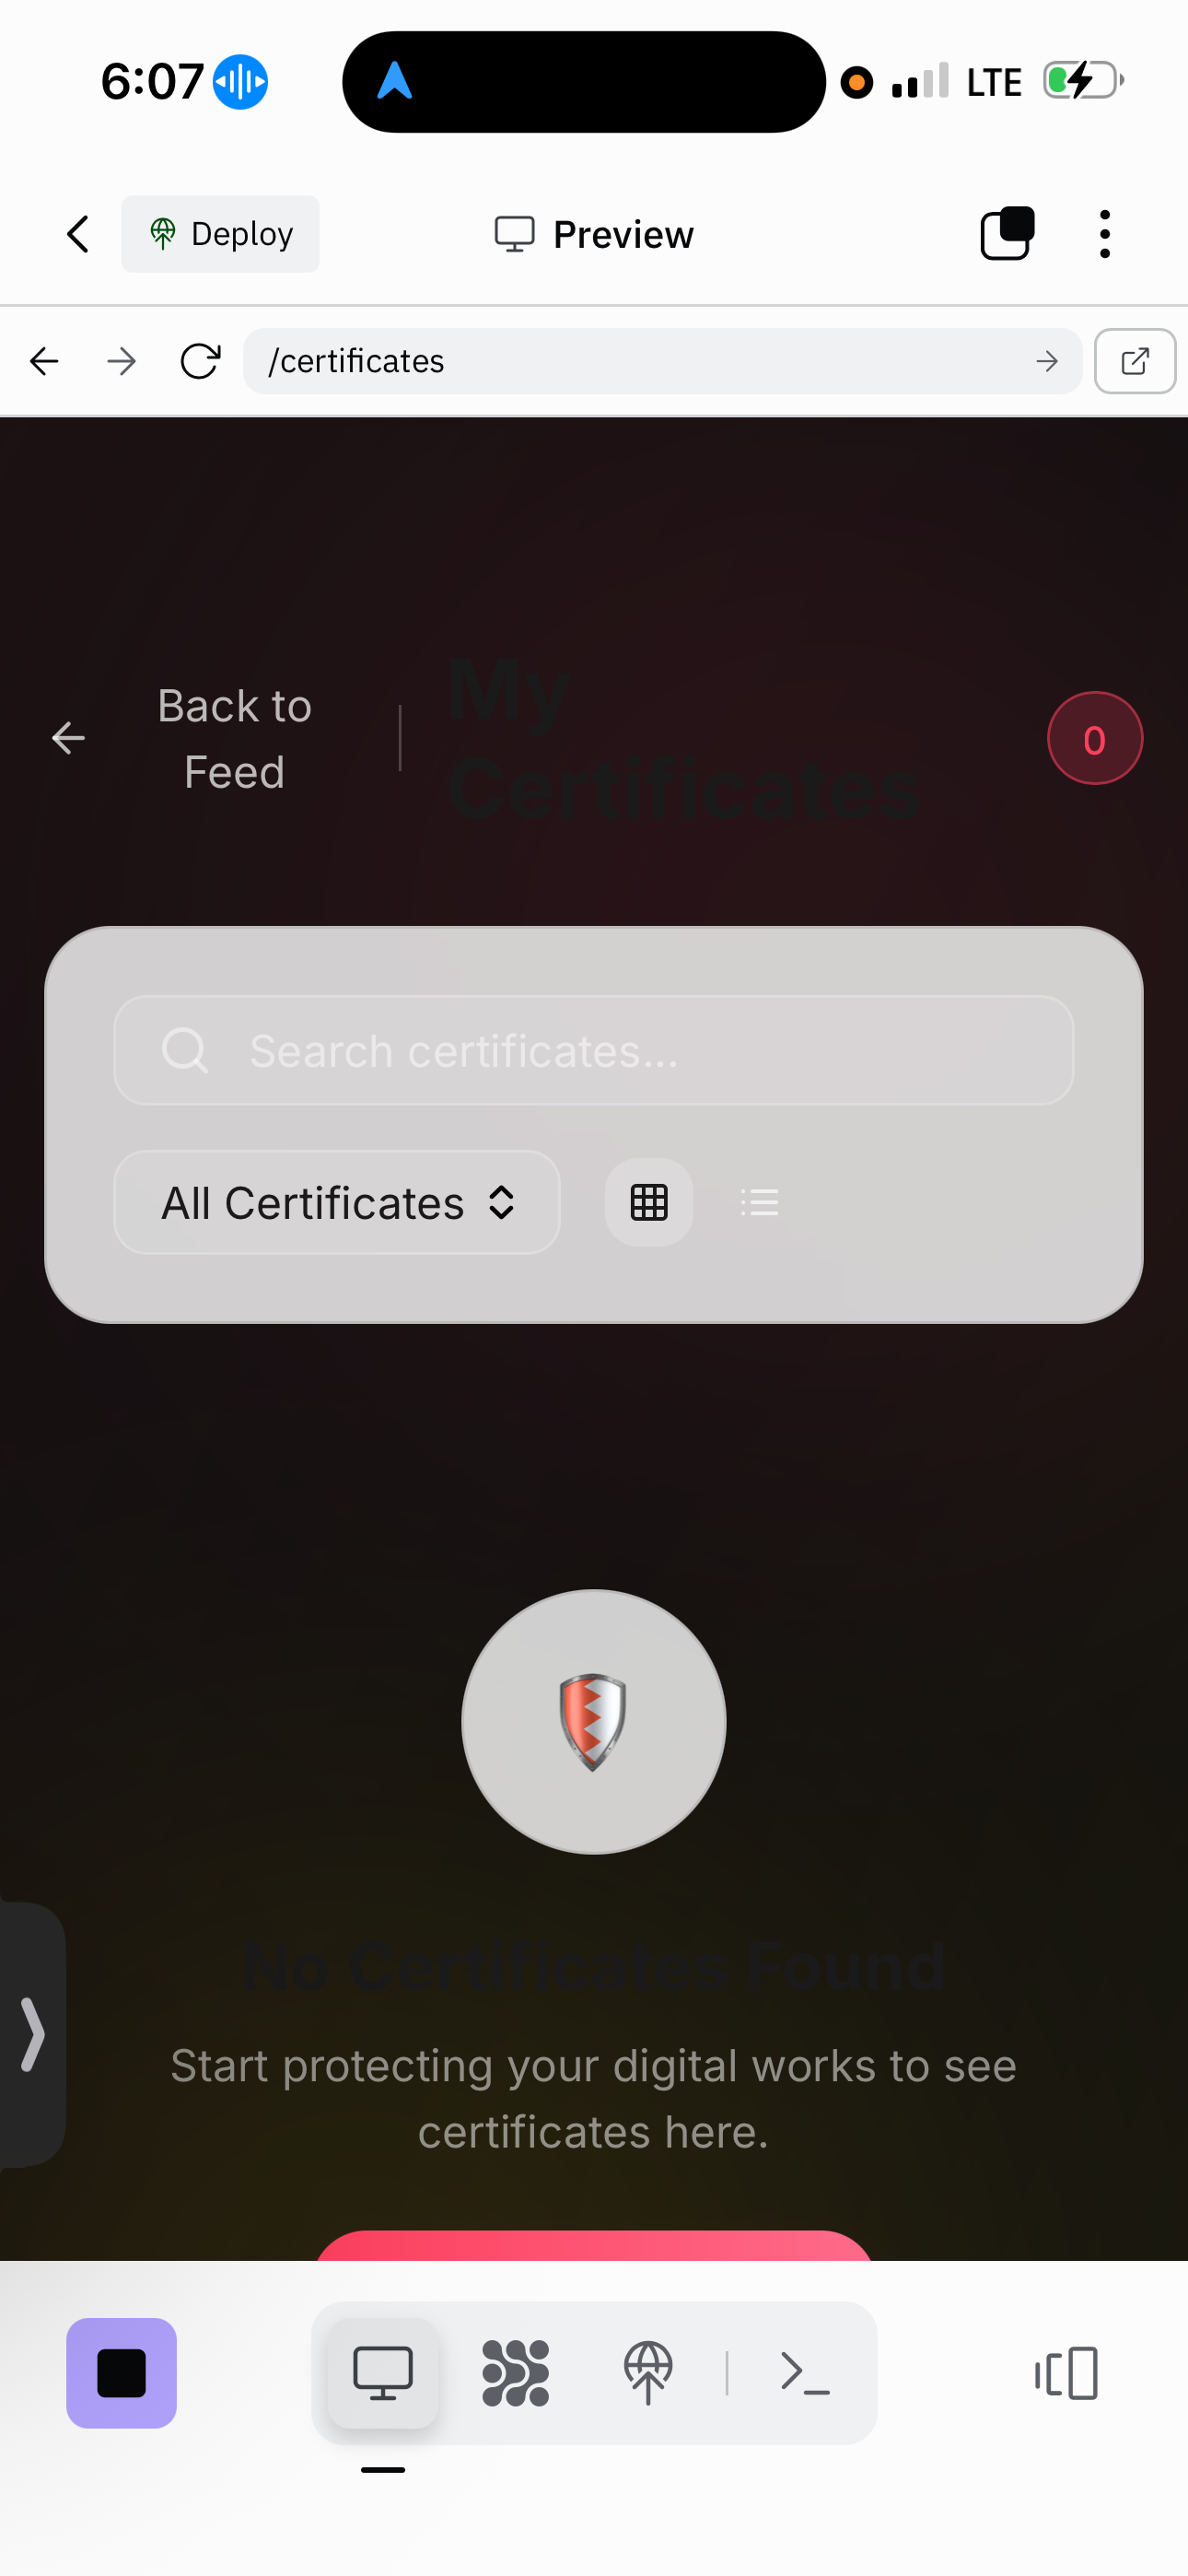 6:07
LTE
Deploy
Preview
/certificates
Back to
Feed
My
Certificates
0
Search certificates...
All Certificates
No Certificates Found
Start protecting your digital works to see
certificates here.